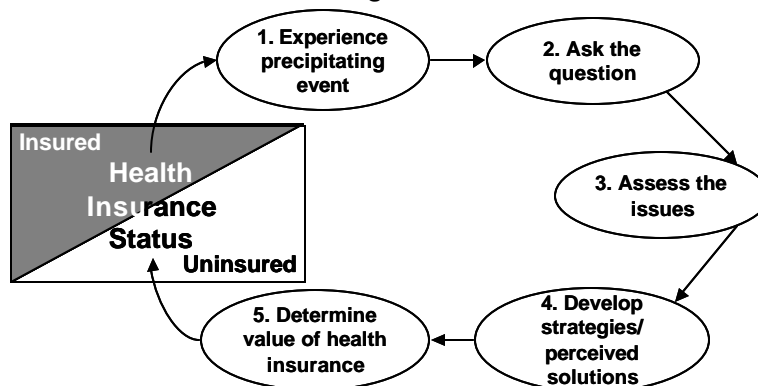 1. Experience
precipitating
event
2. Ask the
question
3. Assess the
issues
4. Develop
strategies/
perceived
solutions
5. Determine
value of health
insurance
Insured
Health
Insurance
Status
Uninsured